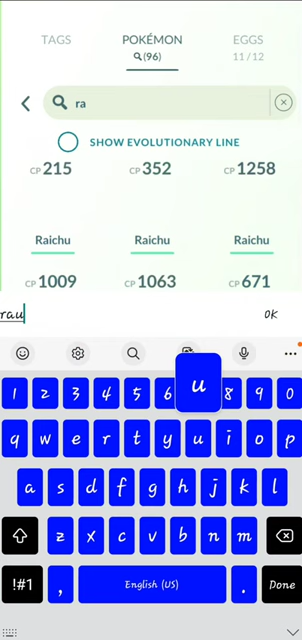 TAGS POKÉMON EGGS
(96) 11 / 12
ra
SHOW EVOLUTIONARY LINE
CP 215 CP 352 CP 1258
Raichu Raichu Raichu
CP 1009 CP 1063 CP 671
rau OK
u
1 2 3 4 5 6 8 9 0
q w e r t y u i o p
a s d f g h j k l
z x c v b n m
!#1 , English (US) . Done